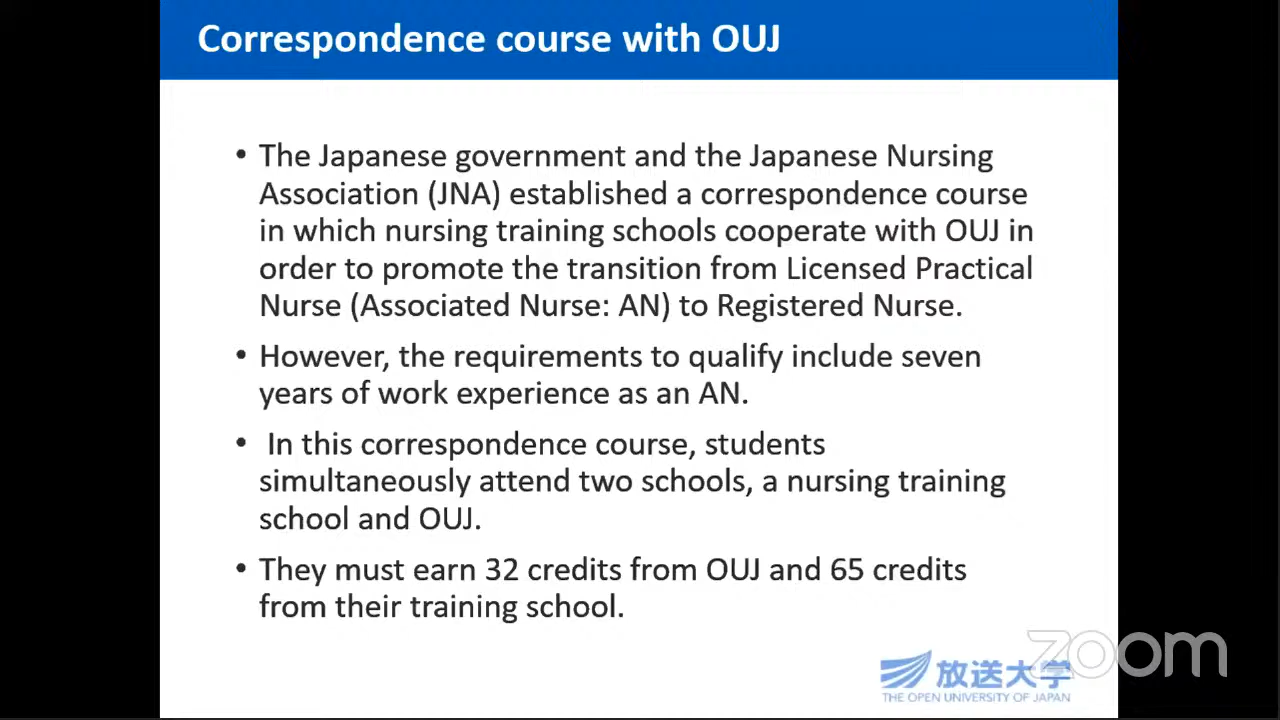 Correspondence course with OUJ
• The Japanese government and the Japanese Nursing
Association (JNA) established a correspondence course
in which nursing training schools cooperate with OUJ in
order to promote the transition from Licensed Practical
Nurse (Associated Nurse: AN) to Registered Nurse.
• However, the requirements to qualify include seven
years of work experience as an AN.
• In this correspondence course, students
simultaneously attend two schools, a nursing training
school and OUJ.
• They must earn 32 credits from OUJ and 65 credits
from their training school.
zoom
放送大学
THE OPEN UNIVERSITY OF JAPAN